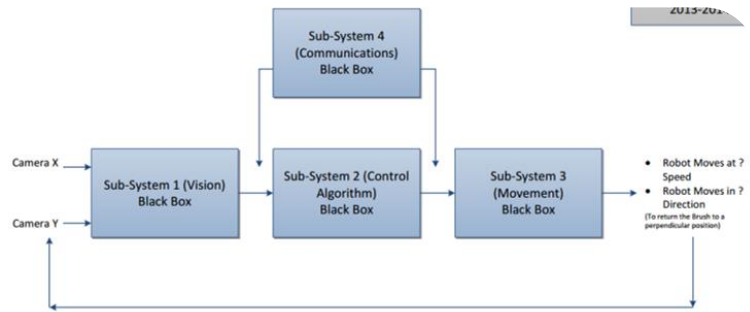 Sub-System 4
(Communications)
Black Box
Camera X
Camera Y
Sub-System 1 (Vision)
Black Box
Sub-System 2 (Control
Algorithm)
Black Box
Sub-System 3
(Movement)
Black Box
• Robot Moves at ?
Speed
• Robot Moves in ?
Direction
(To return the Brush to a
perpendicular position)